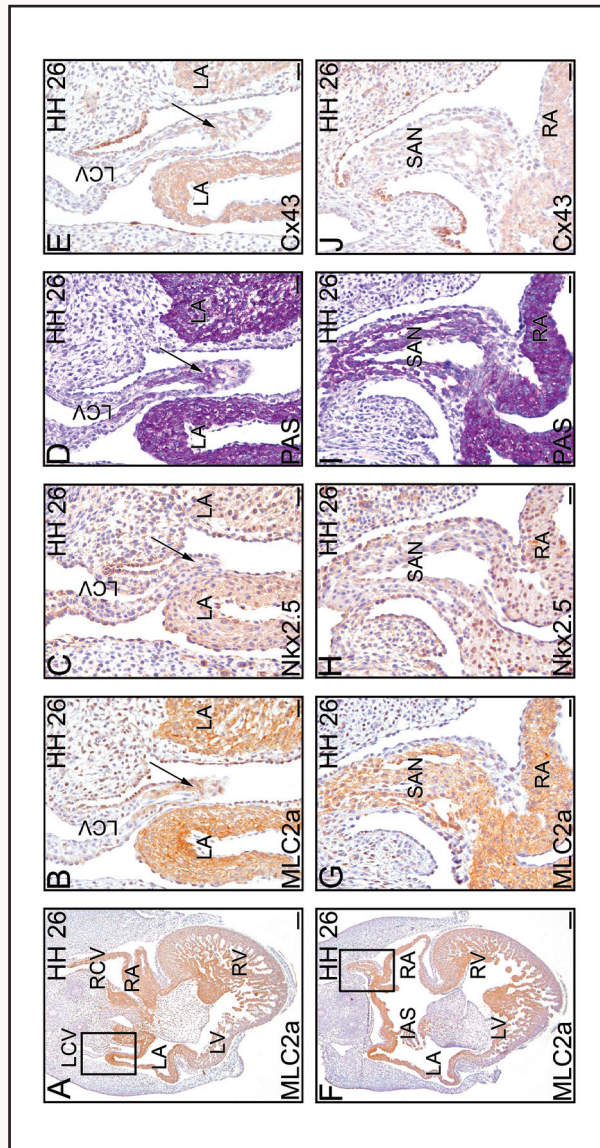 A
HH 26
LCV
RCV
RA
LA
RV
LV
MLC2a
B
HH 26
LCV
LA
LA
MLC2a
C
HH 26
LCV
LA
LA
Nkx2.5
D
HH 26
LCV
LA
LA
PAS
E
HH 26
LCV
LA
LA
Cx43
F
HH 26
RA
IAS
LA
RV
LV
MLC2a
G
HH 26
SAN
RA
MLC2a
H
HH 26
SAN
RA
Nkx2.5
I
HH 26
SAN
RA
PAS
J
HH 26
SAN
RA
Cx43